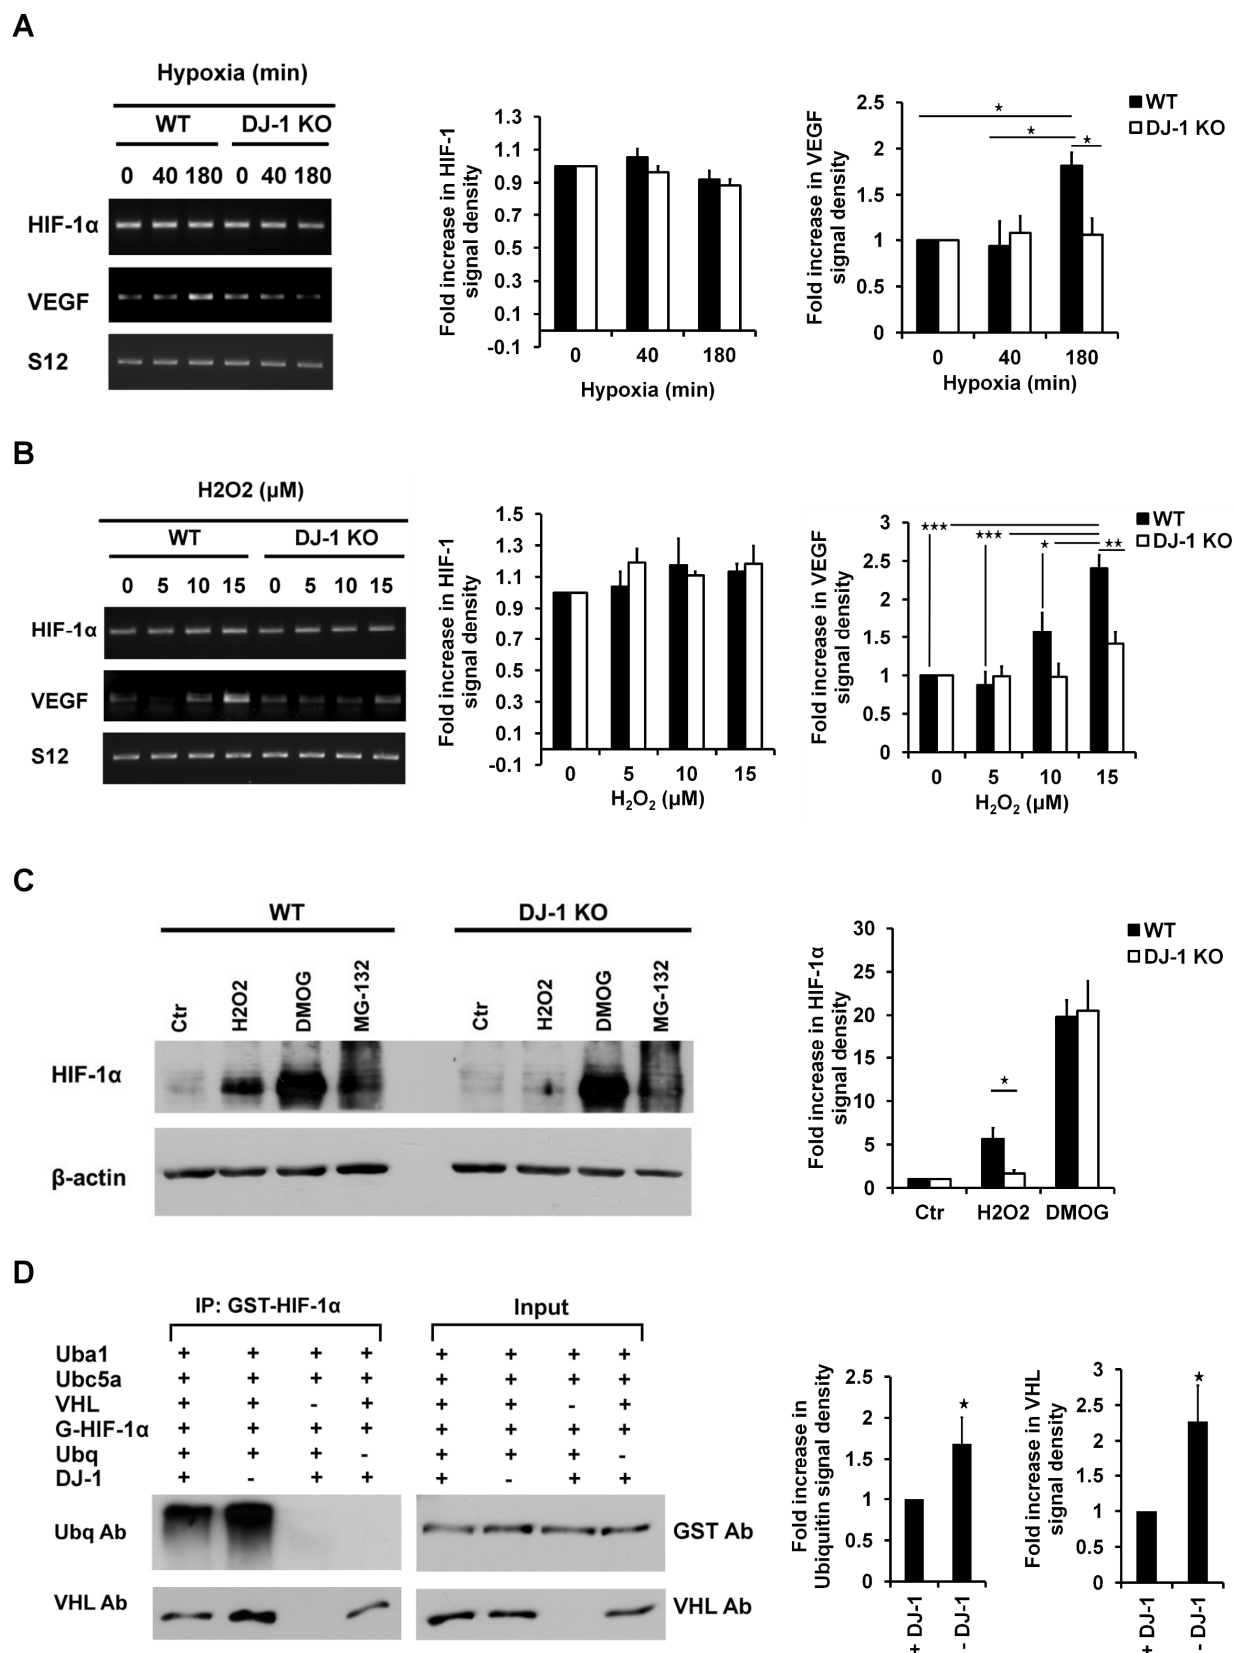 A
Hypoxia (min)
WT DJ-1 KO
0 40 180 0 40 180
HIF-1α
VEGF
S12
Fold increase in HIF-1
signal density
1.3
1.1
0.9
0.7
0.5
0.3
0.1
-0.1
0 40 180
Hypoxia (min)
Fold increase in VEGF
signal density
2.5
2
1.5
1
0.5
0
★
★
★
0 40 180
Hypoxia (min)
WT
DJ-1 KO
B
H2O2 (µM)
WT DJ-1 KO
0 5 10 15 0 5 10 15
HIF-1α
VEGF
S12
Fold increase in HIF-1
signal density
1.5
1.3
1.1
0.9
0.7
0.5
0.3
0.1
-0.1
0 5 10 15
H₂O₂ (µM)
Fold increase in VEGF
signal density
3
2.5
2
1.5
1
0.5
0
★★★
★★★
★
★★
0 5 10 15
H₂O₂ (µM)
WT
DJ-1 KO
C
WT DJ-1 KO
Ctr H2O2 DMOG MG-132 Ctr H2O2 DMOG MG-132
HIF-1α
β-actin
Fold increase in HIF-1α
signal density
30
25
20
15
10
5
0
★
Ctr H2O2 DMOG
WT
DJ-1 KO
D
IP: GST-HIF-1α Input
Uba1 + + + + + + + +
Ubc5a + + + + + + + +
VHL + + - + + + - +
G-HIF-1α + + + + + + + +
Ubq + + + - + + + -
DJ-1 + - + + + - + +
Ubq Ab GST Ab
VHL Ab VHL Ab
Fold increase in
Ubiquitin signal density
2.5
2
1.5
1
0.5
0
★
+ DJ-1 - DJ-1
Fold increase in VHL
signal density
3
2.5
2
1.5
1
0.5
0
★
+ DJ-1 - DJ-1